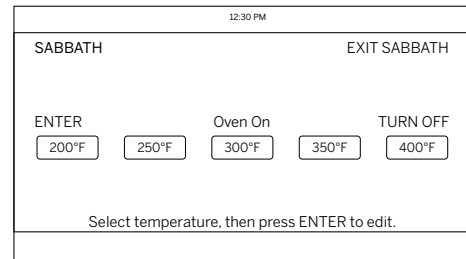 12:30 PM
SABBATH EXIT SABBATH
ENTER Oven On TURN OFF
200°F 250°F 300°F 350°F 400°F
Select temperature, then press ENTER to edit.